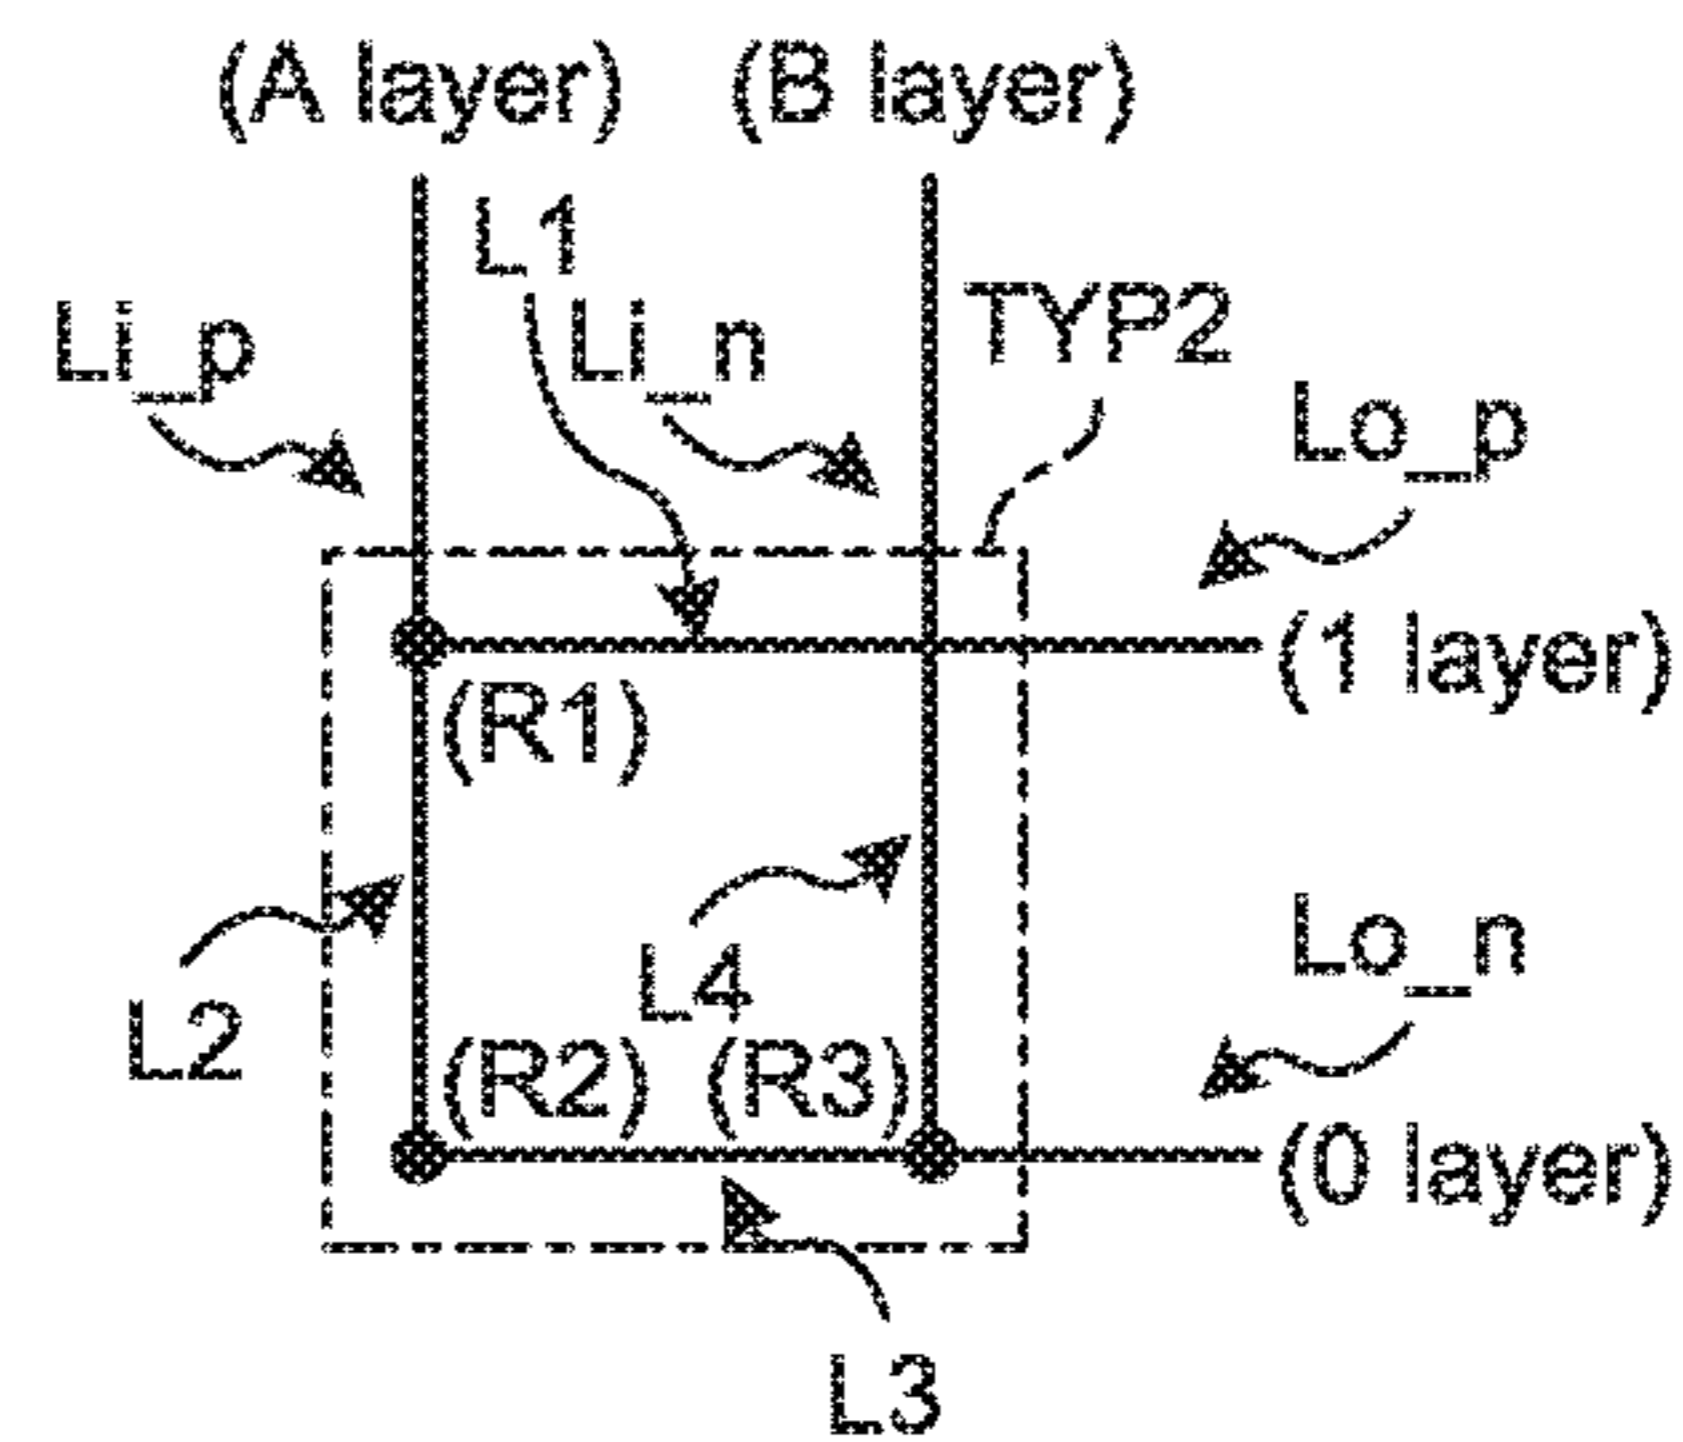 (A layer) (B layer)
L1
Li_p Li_n TYP2
Lo_p
(1 layer)
(R1)
L4
Lo_n
L2
(R2) (R3)
(0 layer)
L3